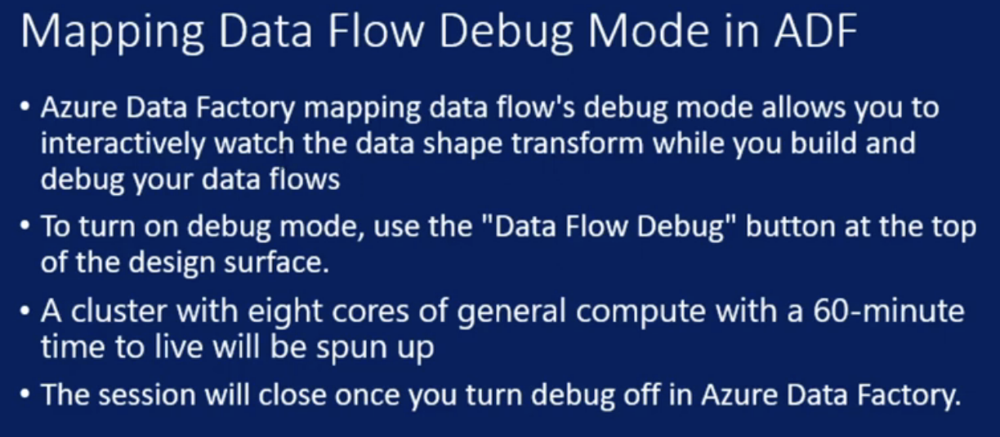 Mapping Data Flow Debug Mode in ADF
• Azure Data Factory mapping data flow's debug mode allows you to
interactively watch the data shape transform while you build and
debug your data flows
• To turn on debug mode, use the "Data Flow Debug" button at the top
of the design surface.
• A cluster with eight cores of general compute with a 60-minute
time to live will be spun up
• The session will close once you turn debug off in Azure Data Factory.